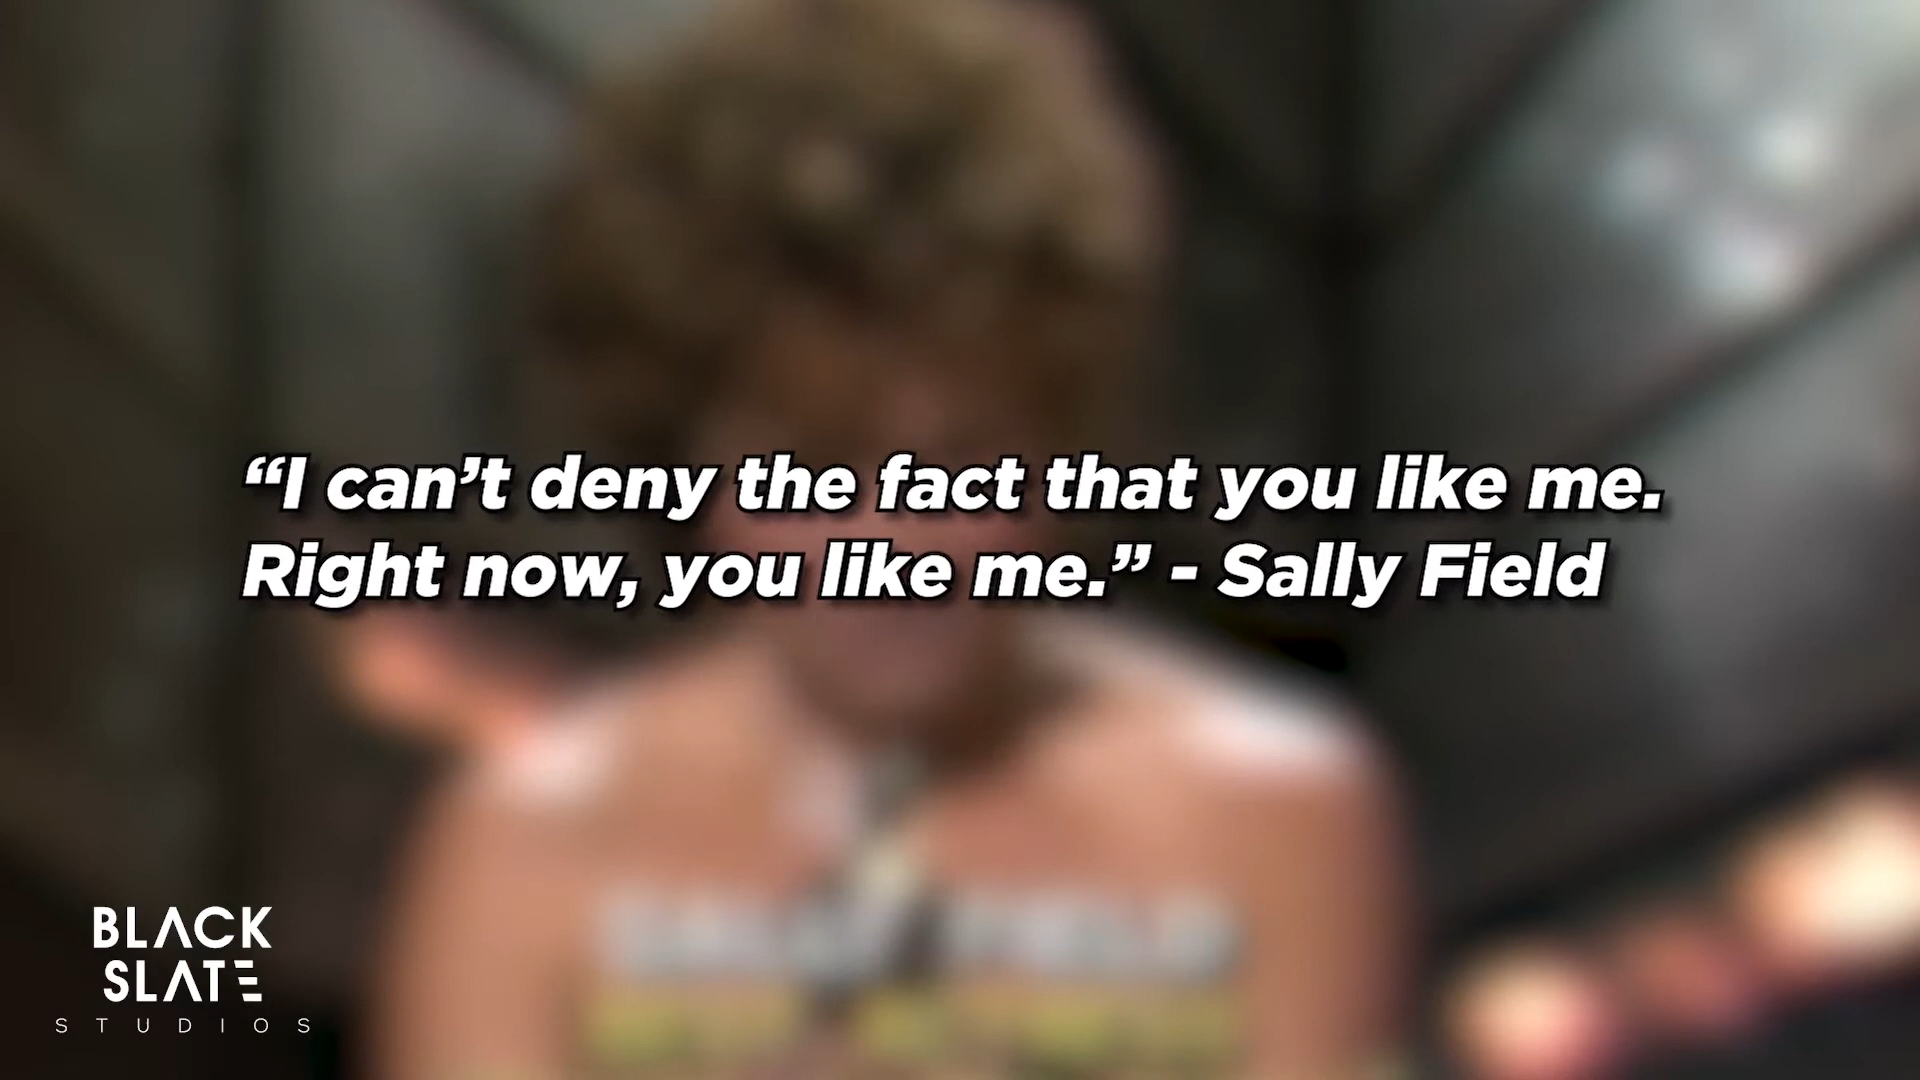 “I can’t deny the fact that you like me.
Right now, you like me.” - Sally Field
BLACK
SLATE
STUDIOS